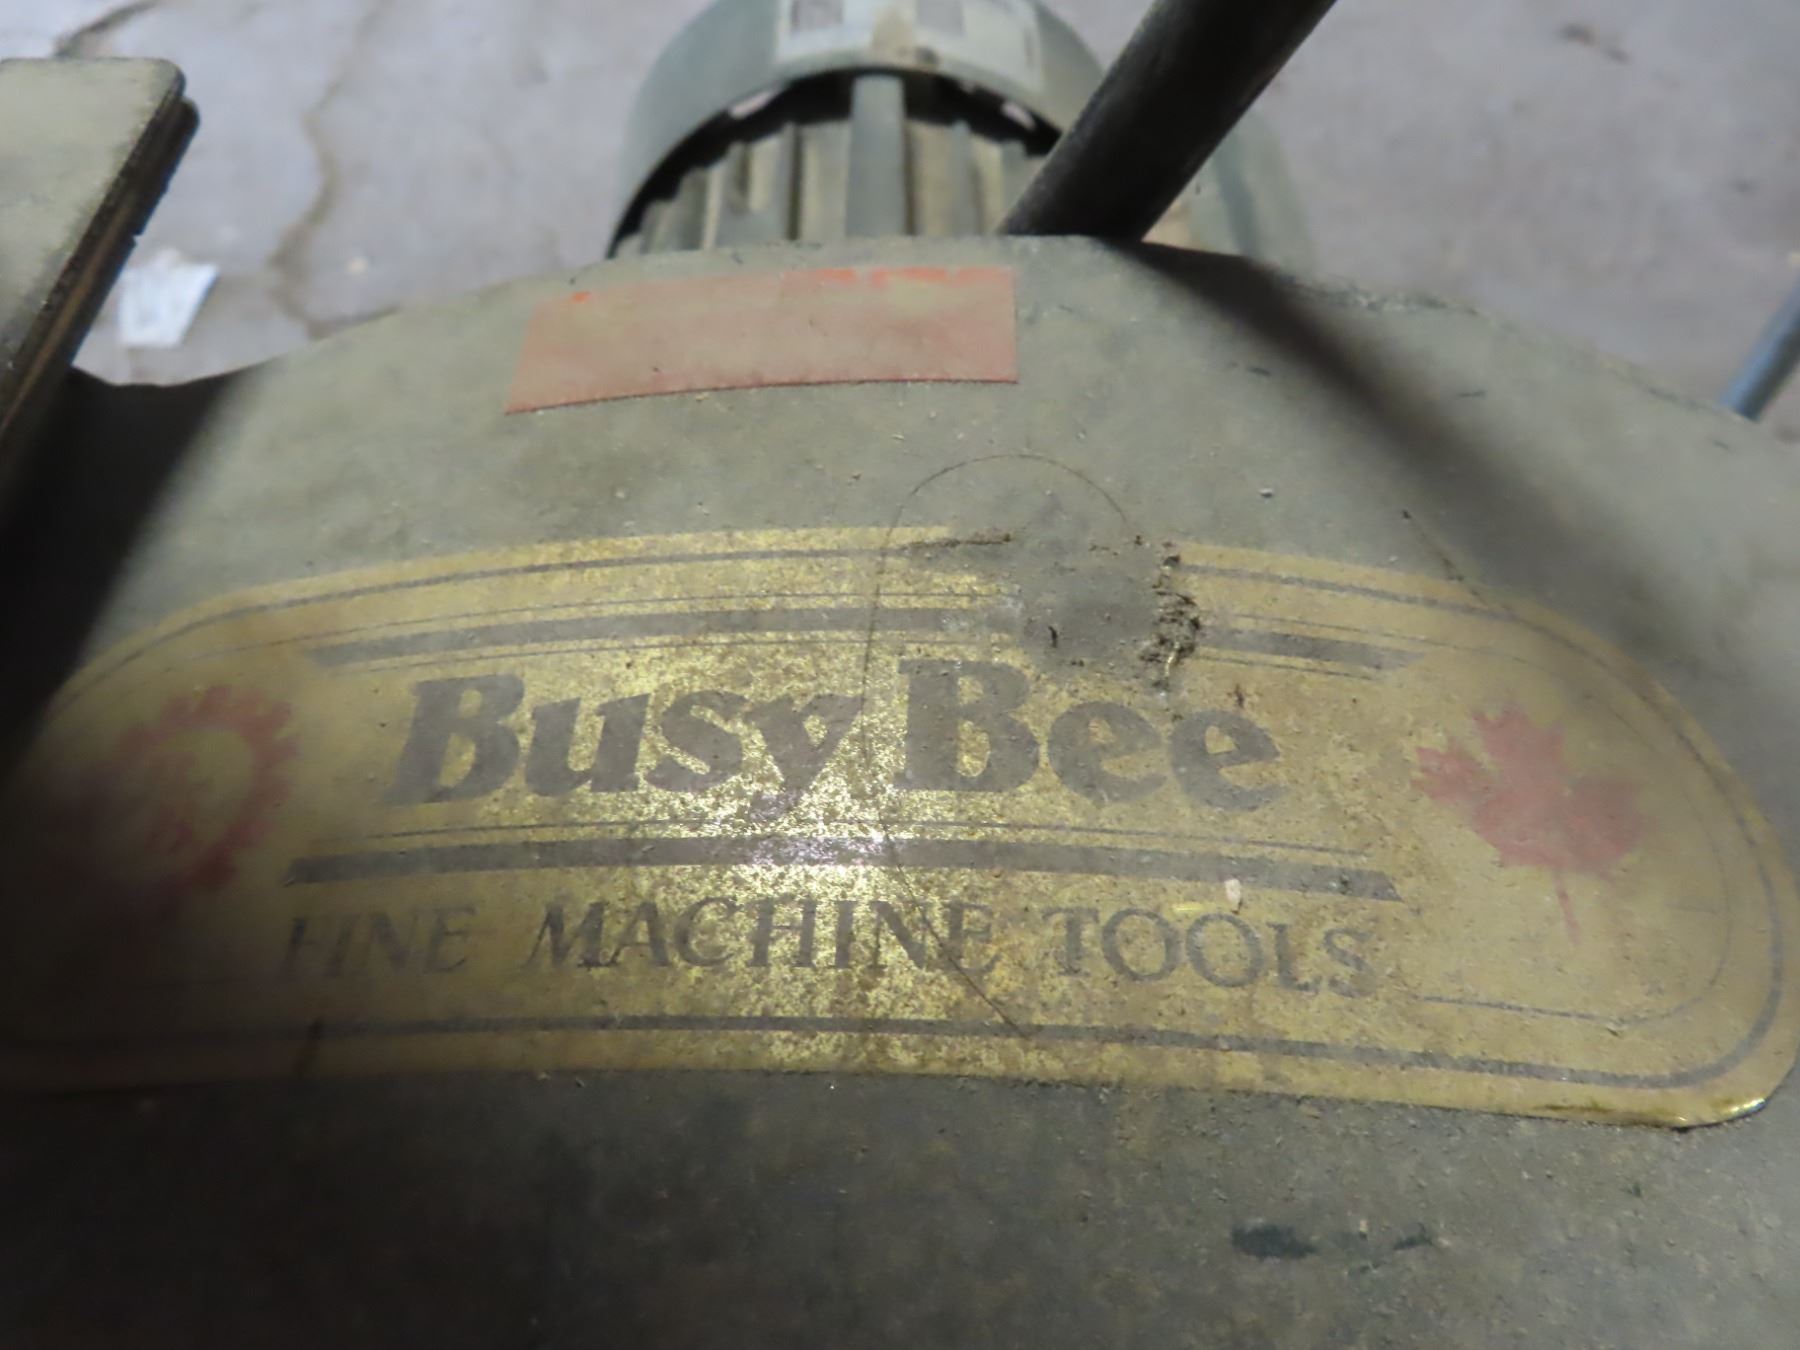 Busy Bee
FINE MACHINE TOOLS